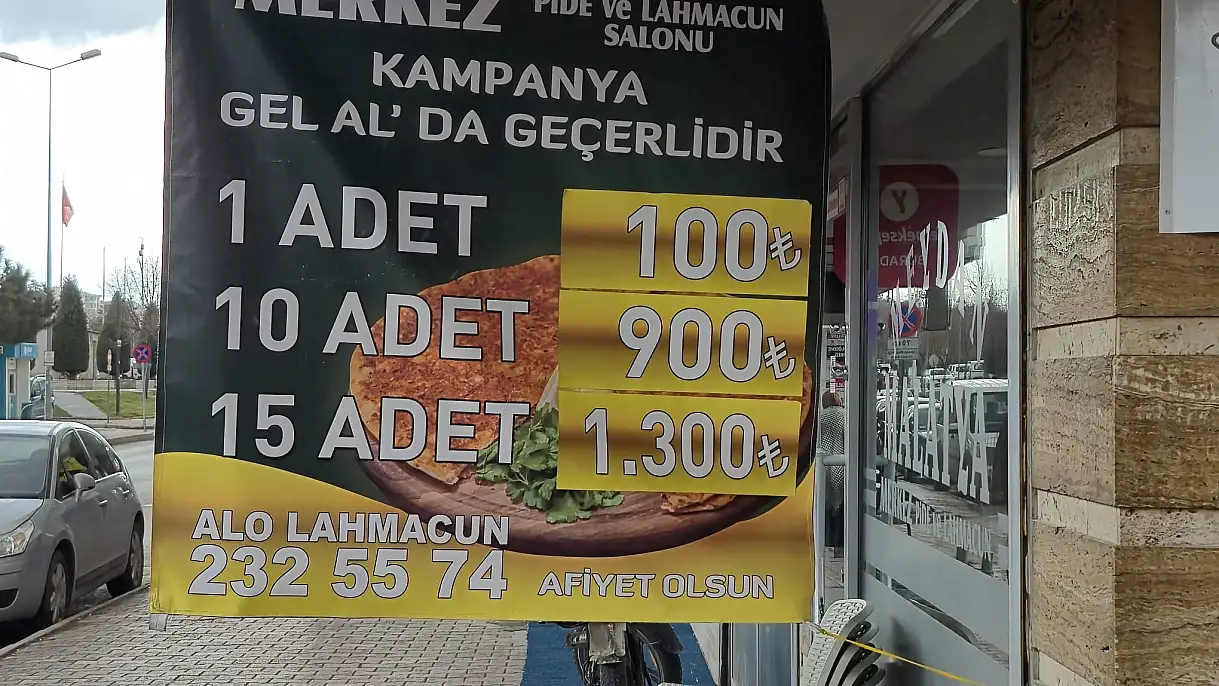 MERKEZ
PİDE ve LAHMACUN
SALONU
KAMPANYA
GEL AL' DA GEÇERLİDİR
1 ADET 100₺
10 ADET 900₺
15 ADET 1.300₺
ALO LAHMACUN
232 55 74
AFİYET OLSUN
Y
MALATYA